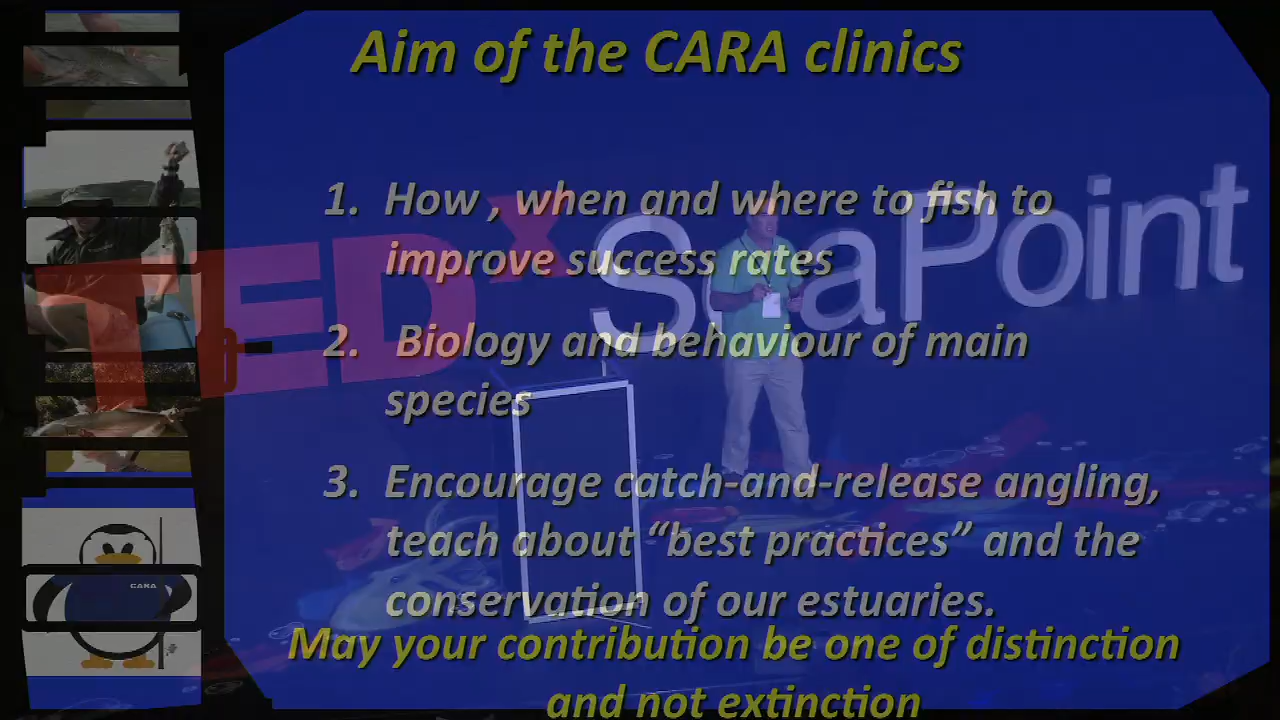 Aim of the CARA clinics
1. How , when and where to fish to
improve success rates
2. Biology and behaviour of main
species
3. Encourage catch-and-release angling,
teach about “best practices” and the
conservation of our estuaries.
May your contribution be one of distinction
and not extinction
TEDx SeaPoint
CARA